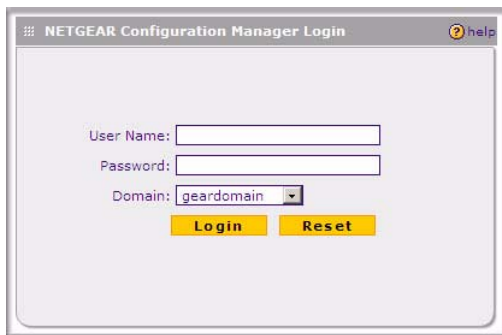 NETGEAR Configuration Manager Login
? help
User Name:
Password:
Domain: geardomain
Login Reset